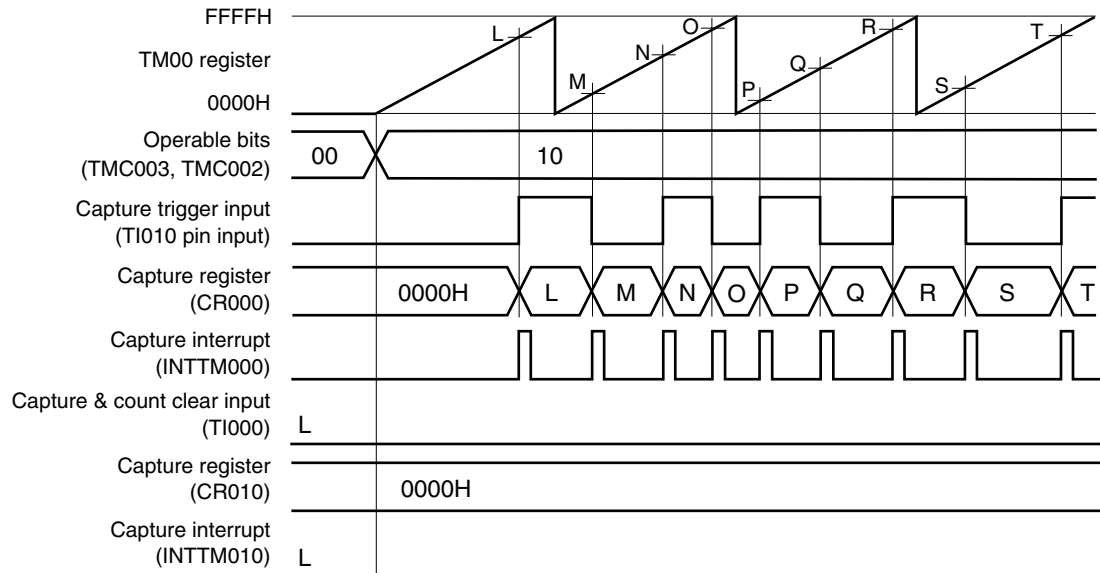 FFFFH
TM00 register
0000H
L
M
N
O
P
Q
R
S
T
Operable bits
(TMC003, TMC002)
00
10
Capture trigger input
(TI010 pin input)
Capture register
(CR000)
0000H
L
M
N
O
P
Q
R
S
T
Capture interrupt
(INTTM000)
Capture & count clear input
(TI000)
L
Capture register
(CR010)
0000H
Capture interrupt
(INTTM010)
L